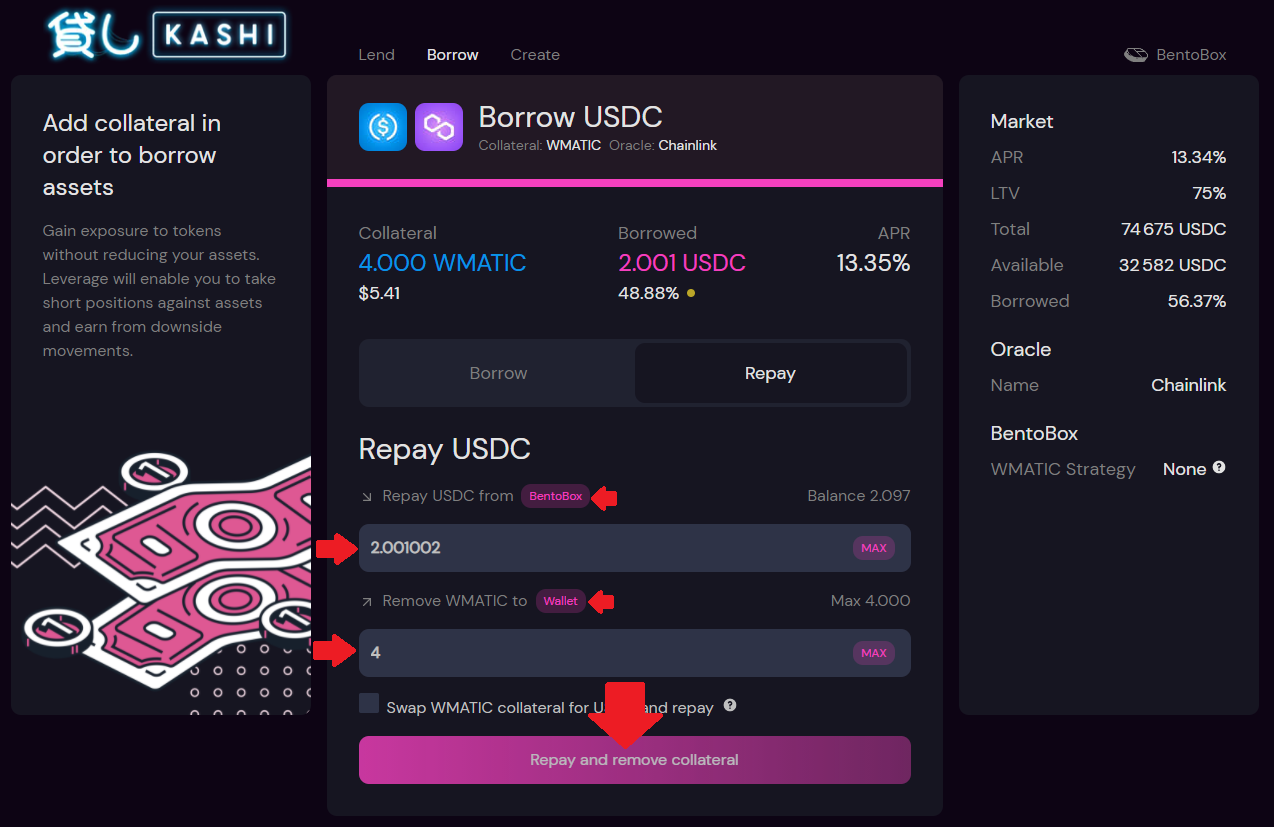 貸し KASHI
Lend Borrow Create
BentoBox
Add collateral in
order to borrow
assets
Gain exposure to tokens
without reducing your assets.
Leverage will enable you to take
short positions against assets
and earn from downside
movements.
Borrow USDC
Collateral: WMATIC Oracle: Chainlink
Collateral Borrowed APR
4.000 WMATIC 2.001 USDC 13.35%
$5.41 48.88%
Borrow Repay
Repay USDC
Repay USDC from BentoBox Balance 2.097
2.001002 MAX
Remove WMATIC to Wallet Max 4.000
4 MAX
Swap WMATIC collateral for and repay ?
Repay and remove collateral
Market
APR 13.34%
LTV 75%
Total 74 675 USDC
Available 32 582 USDC
Borrowed 56.37%
Oracle
Name Chainlink
BentoBox
WMATIC Strategy None ?